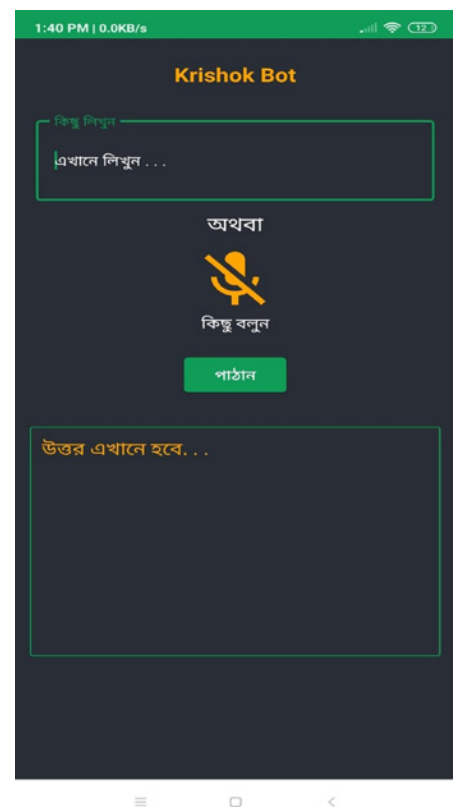 1:40 PM | 0.0KB/s
12
Krishok Bot
কিছু লিখুন
এখানে লিখুন . . .
অথবা
কিছু বলুন
পাঠান
উত্তর এখানে হবে. . .